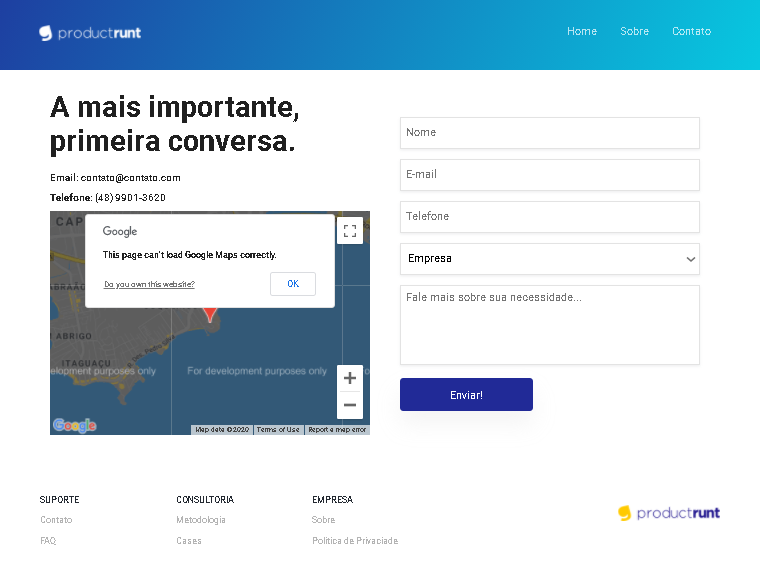 productrunt
Home Sobre Contato
A mais importante,
primeira conversa.
Email: contato@contato.com
Telefone: (48) 9901-3620
Google
This page can't load Google Maps correctly.
Do you own this website?
OK
CAP
ABRAÃO
ABRIGO
ITAGUAÇU
For development purposes only
elopment purposes only
Google
Map data ©2020 Terms of Use Report a map error
Nome
E-mail
Telefone
Empresa
Fale mais sobre sua necessidade...
Enviar!
SUPORTE
Contato
FAQ
CONSULTORIA
Metodologia
Cases
EMPRESA
Sobre
Politica de Privaciade
productrunt